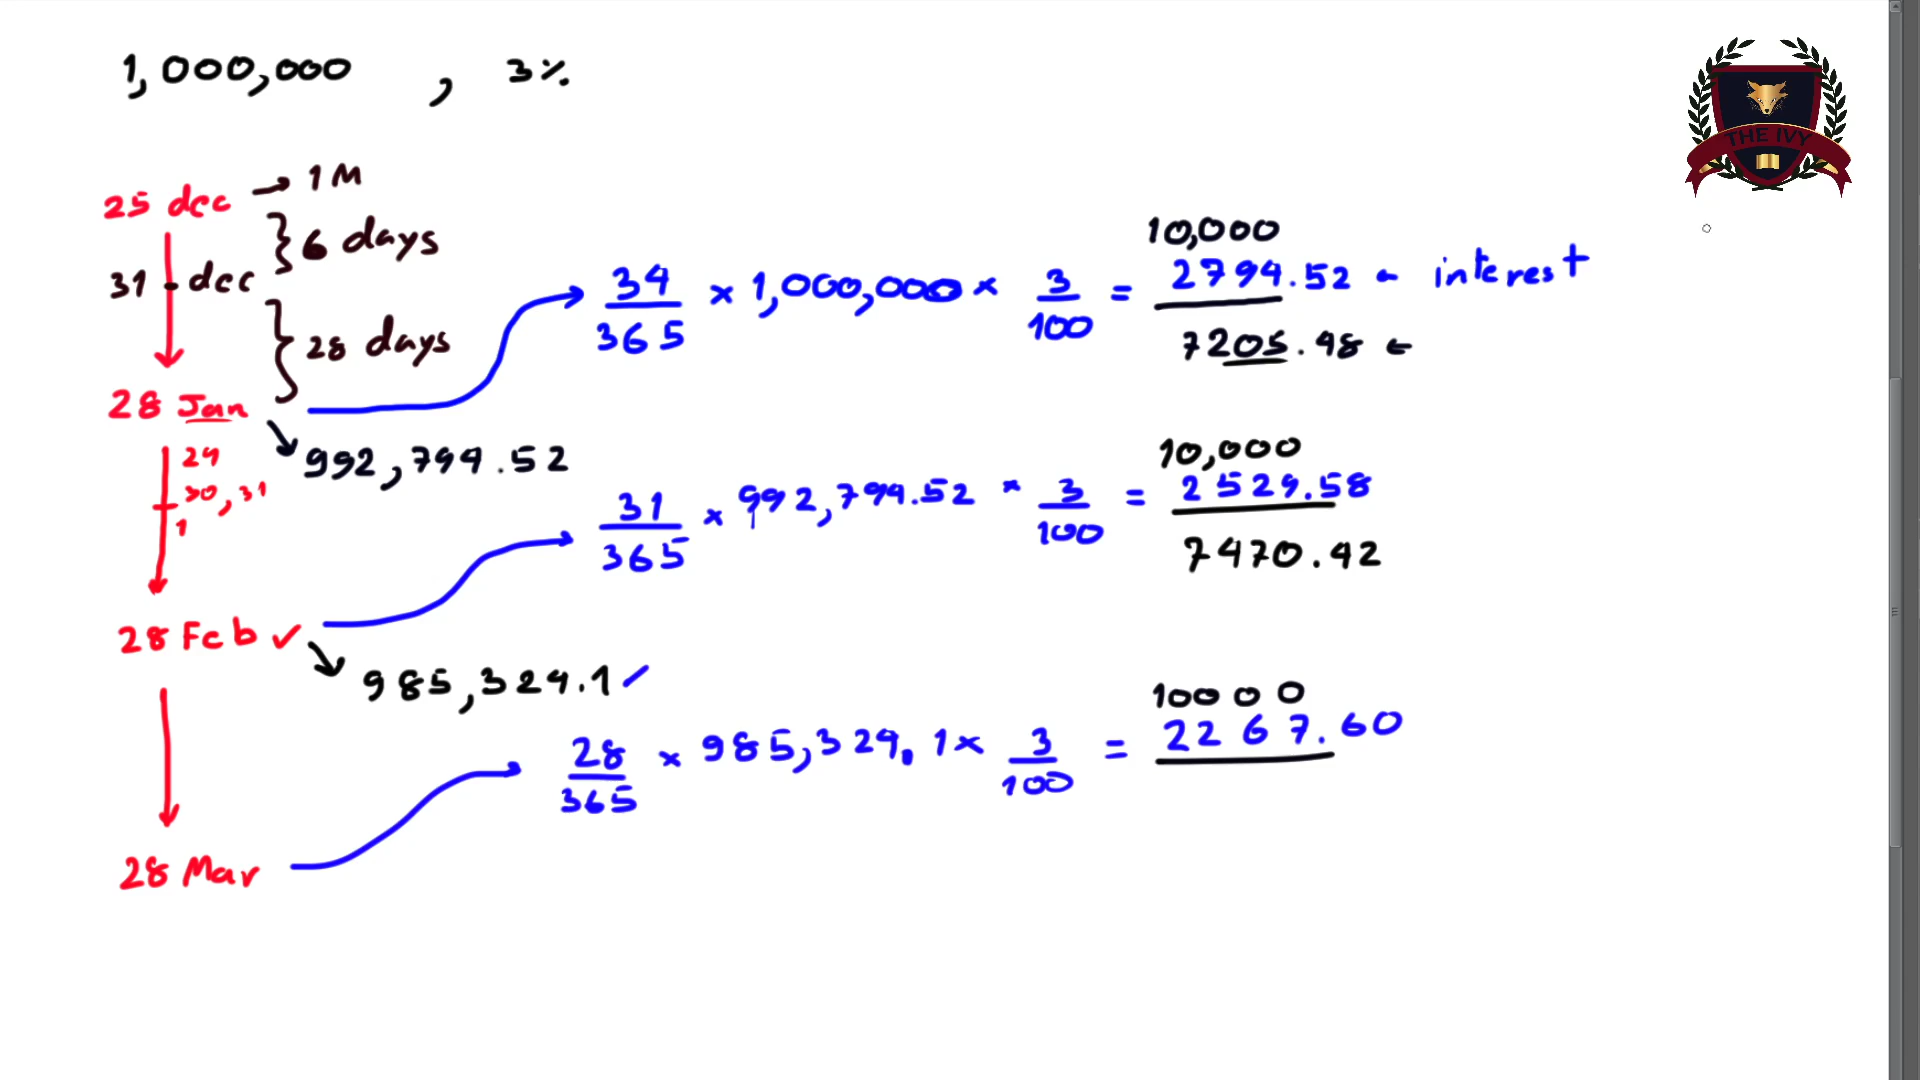 1,000,000 , 3%
THE IVY
25 dec → 1M
6 days
31 dec
28 days
28 Jan
992,794.52
34/365 × 1,000,000 × 3/100 = 2794.52 ← interest
10,000
7205.48 ←
29
30, 31
1
31/365 × 992,794.52 × 3/100 = 2529.58
10,000
7470.42
28 Feb ✓
985,324.1
28/365 × 985,324.1 × 3/100 = 2267.60
10000
28 Mar